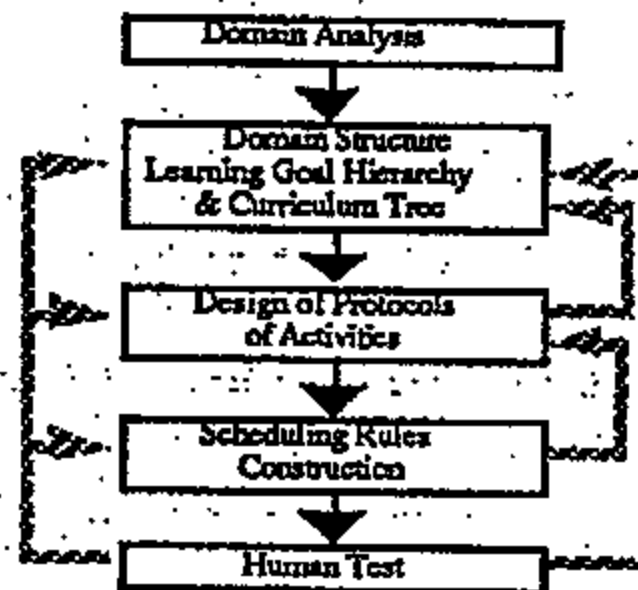 Domain Analysis
Domain Structure
Learning Goal Hierarchy
& Curriculum Tree
Design of Protocols
of Activities
Scheduling Rules
Construction
Human Test